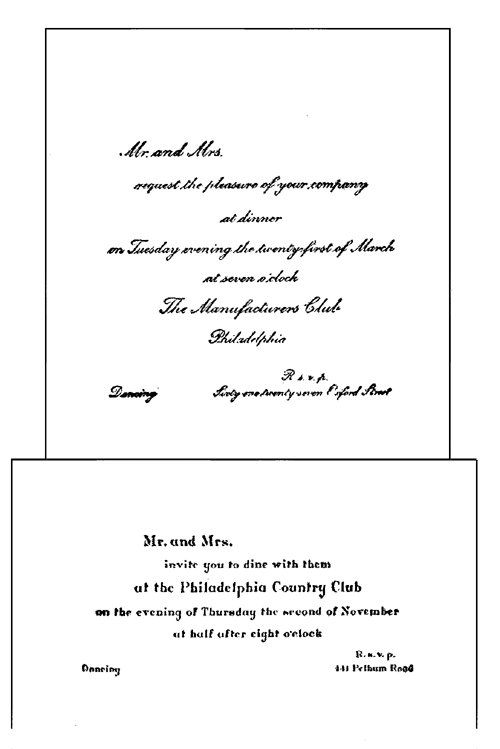 Mr. and Mrs.
request the pleasure of your company
at dinner
on Tuesday evening the twenty-first of March
at seven o'clock
The Manufacturers Club
Philadelphia
R. s. v. p.
Dancing
Sixty one twenty seven Oxford Street
Mr. and Mrs.
invite you to dine with them
at the Philadelphia Country Club
on the evening of Thursday the second of November
at half after eight o'clock
R. s. v. p.
Dancing
441 Pelham Road